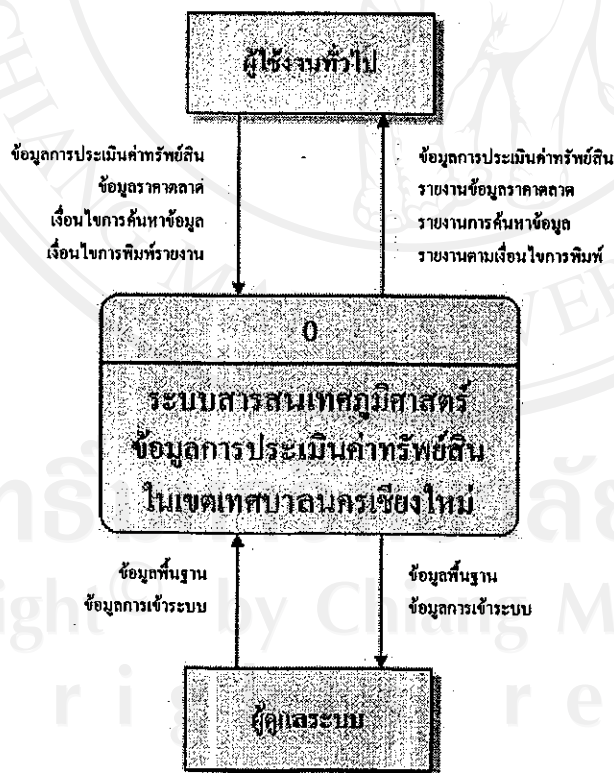 ผู้ใช้งานทั่วไป
ข้อมูลการประเมินค่าทรัพย์สิน
ข้อมูลราคาตลาด
เงื่อนไขการค้นหาข้อมูล
เงื่อนไขการพิมพ์รายงาน
ข้อมูลการประเมินค่าทรัพย์สิน
รายงานข้อมูลราคาตลาด
รายงานการค้นหาข้อมูล
รายงานตามเงื่อนไขการพิมพ์
0
ระบบสารสนเทศภูมิศาสตร์
ข้อมูลการประเมินค่าทรัพย์สิน
ในเขตเทศบาลนครเชียงใหม่
ข้อมูลพื้นฐาน
ข้อมูลการเข้าระบบ
ข้อมูลพื้นฐาน
ข้อมูลการเข้าระบบ
ผู้ดูแลระบบ
by Chiang M